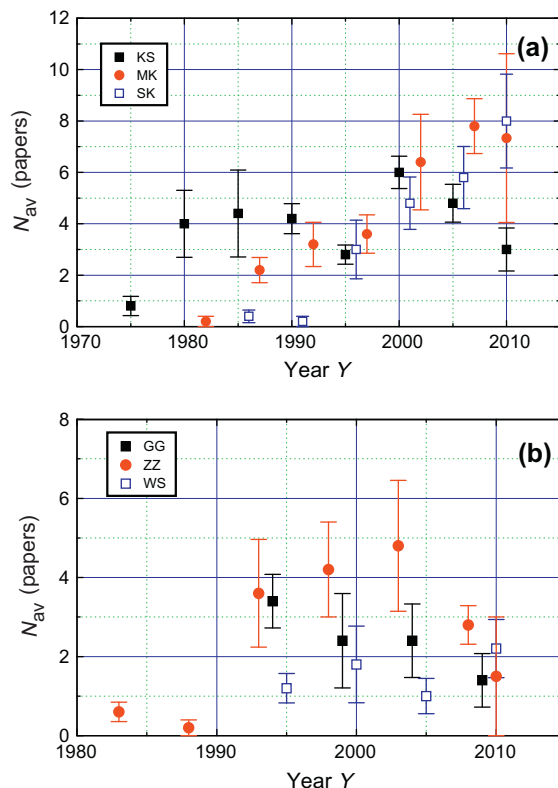 (a)
KS
MK
SK
12
10
8
6
4
2
0
N_av (papers)
1970 1980 1990 2000 2010
Year Y
(b)
GG
ZZ
WS
8
6
4
2
0
N_av (papers)
1980 1990 2000 2010
Year Y